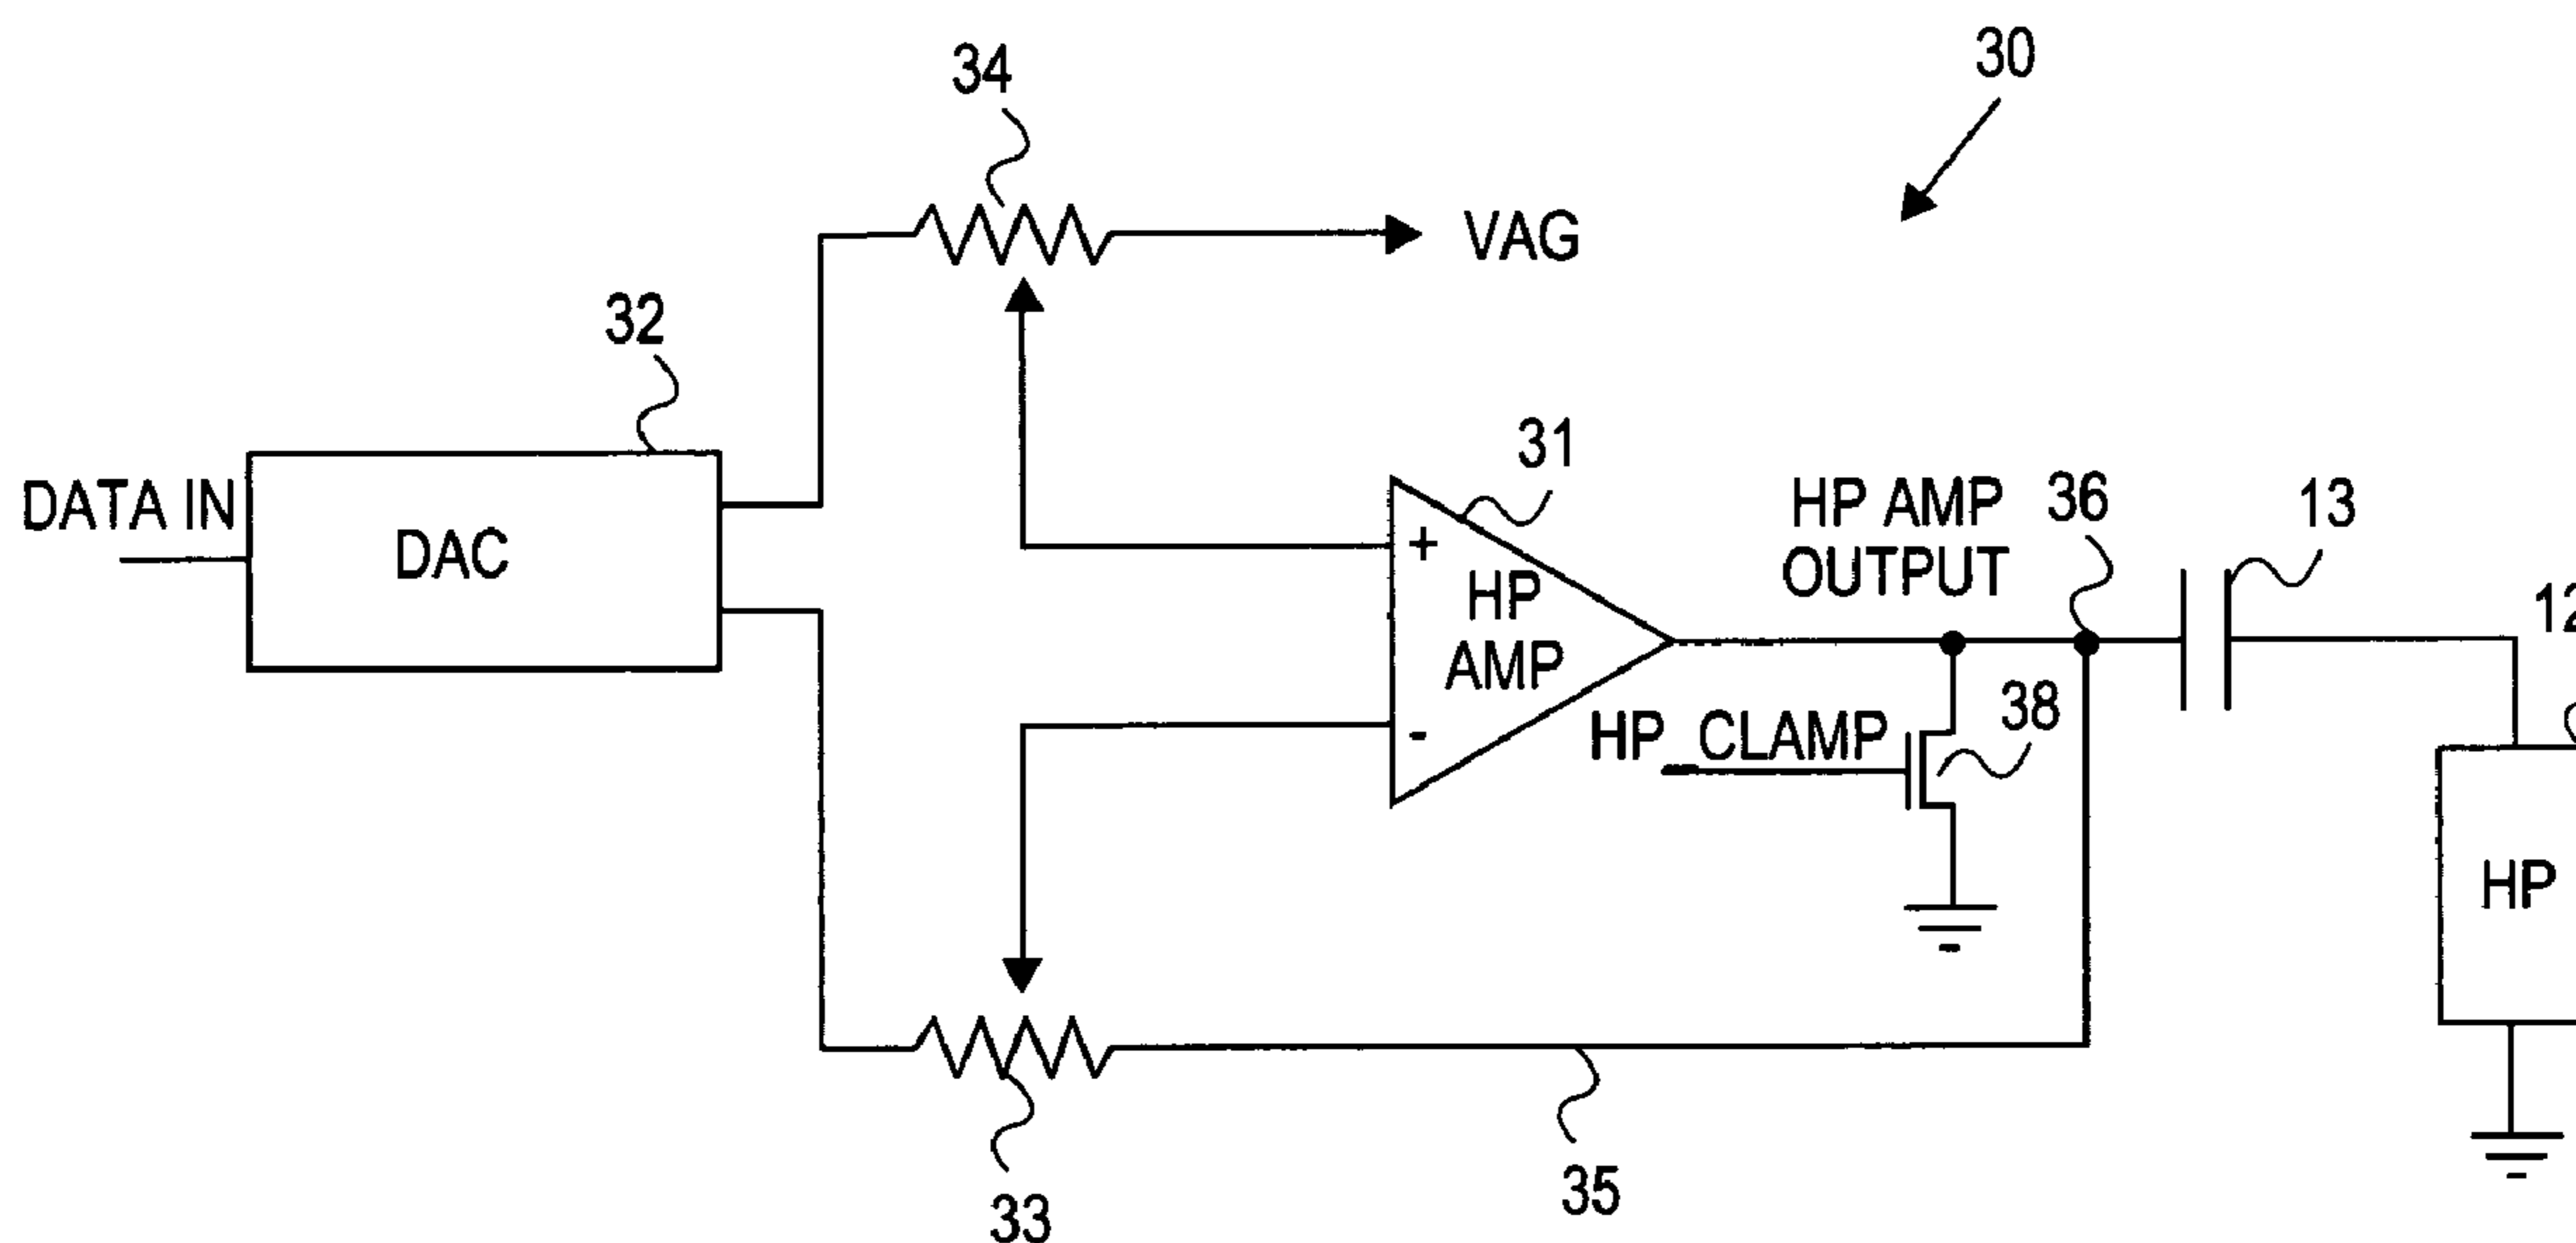 30
34
VAG
32
DATA IN
DAC
31
+
HP
AMP
-
HP AMP
OUTPUT
36
13
12
HP_CLAMP
38
HP
33
35